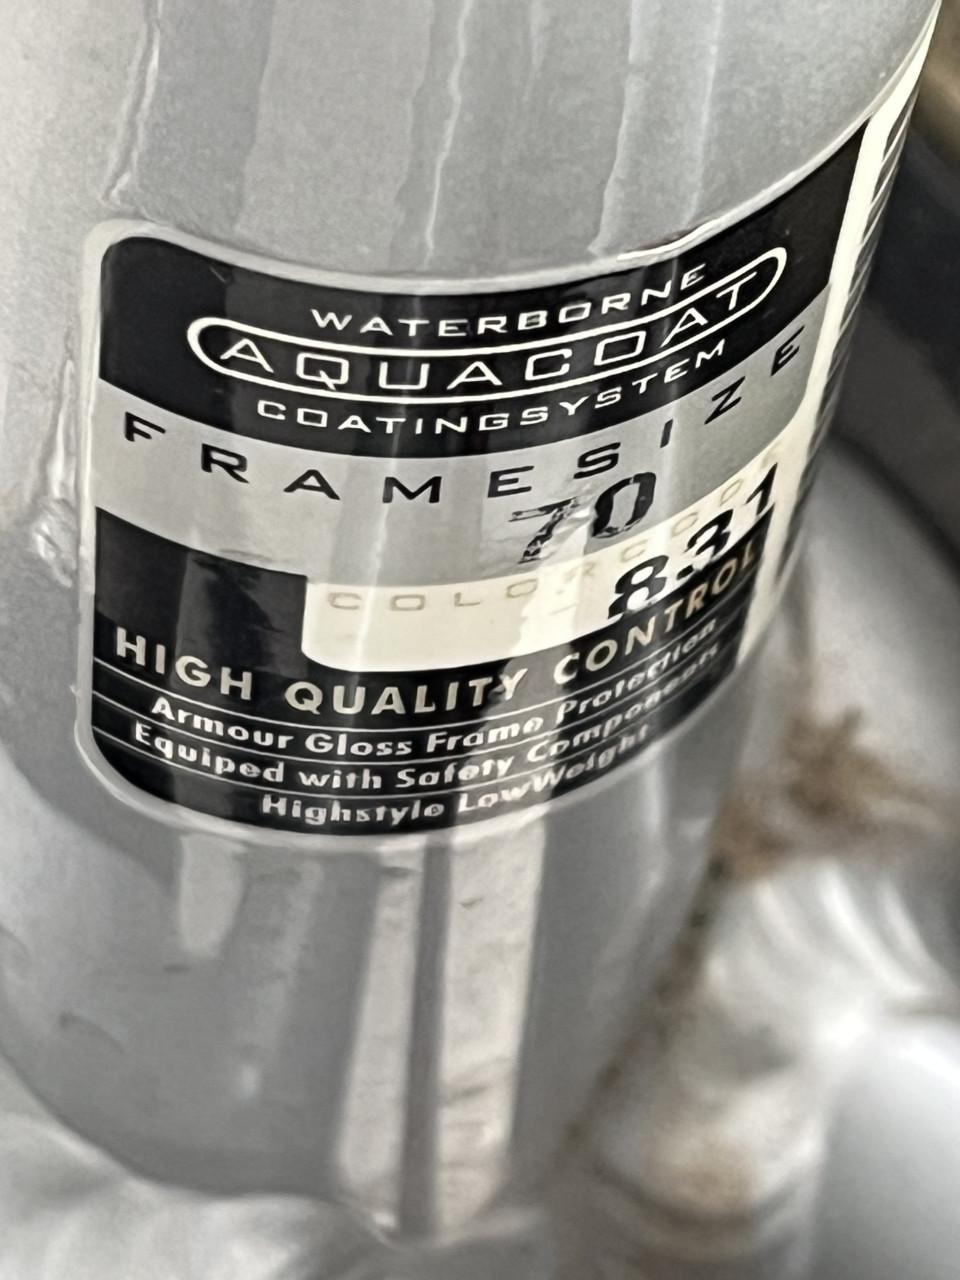 WATERBORNE
AQUACOAT
COATINGSYSTEM
FRAMESIZE
70
COLORCODE
831
HIGH QUALITY CONTROL
Armour Gloss Frame Protection
Equiped with Safety Components
Highstyle LowWeight